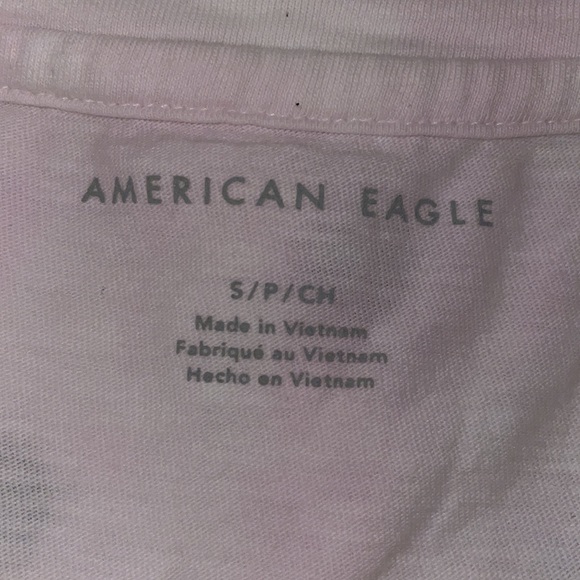 AMERICAN EAGLE
S/P/CH
Made in Vietnam
Fabriqué au Vietnam
Hecho en Vietnam